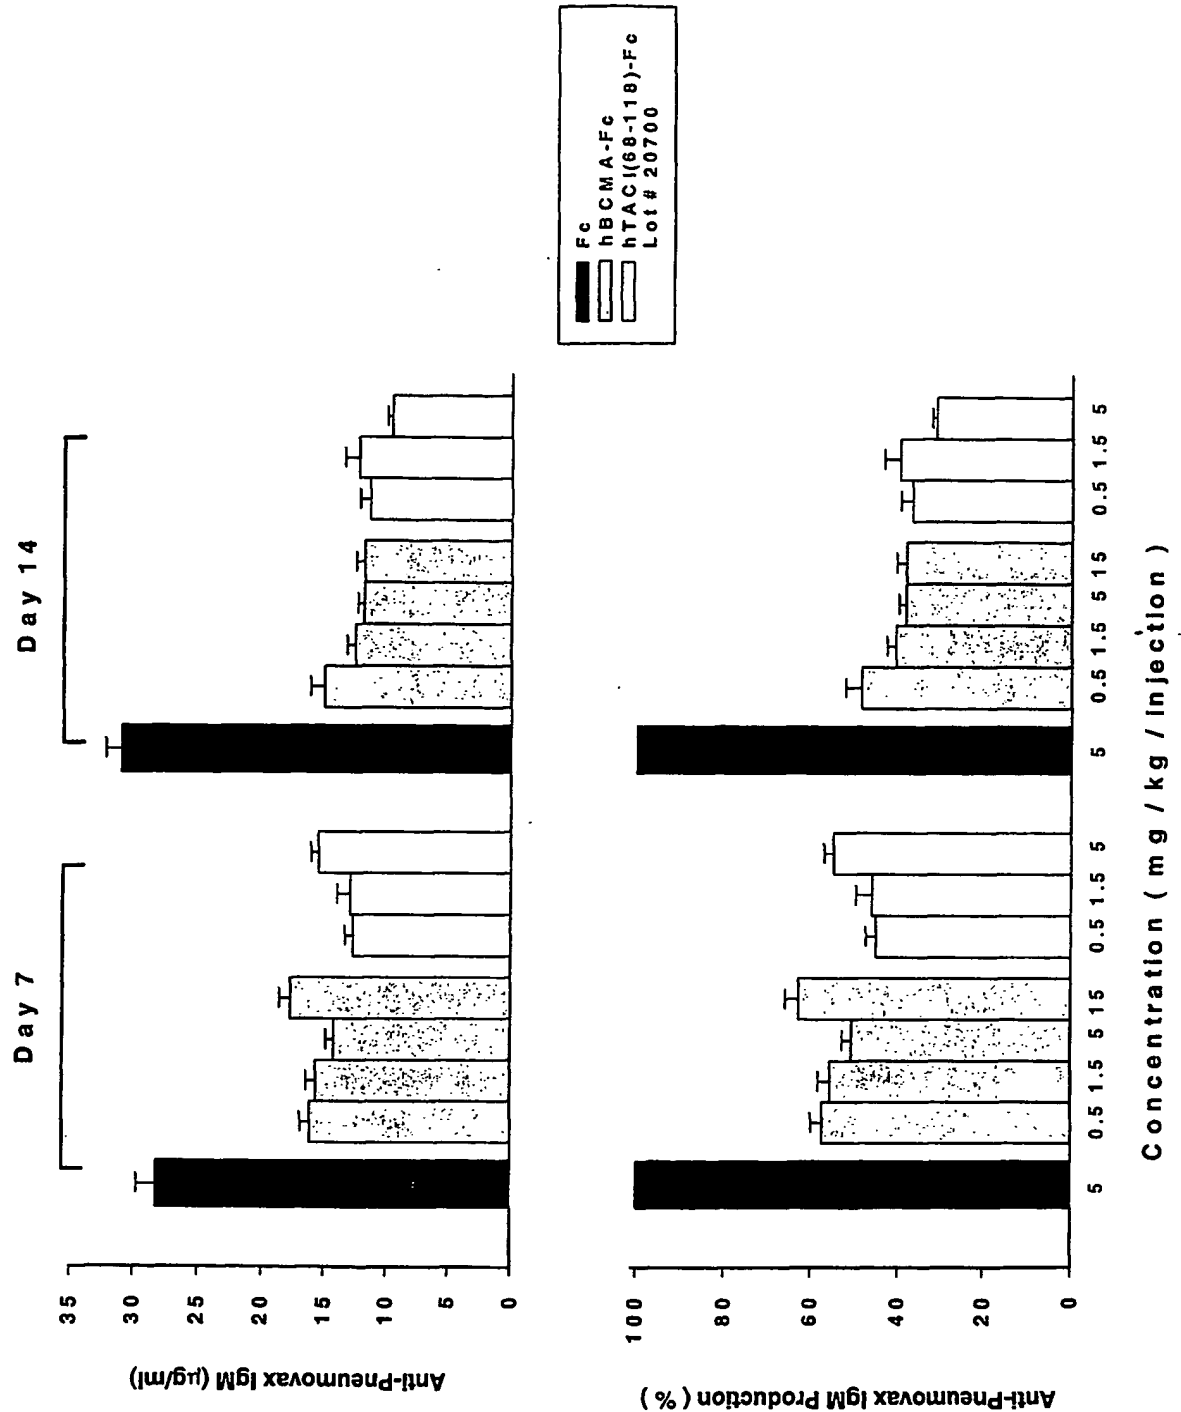 Day 7
Day 14
Anti-Pneumovax IgM (µg/ml)
35
30
25
20
15
10
5
0
Fc
hBCMA-Fc
hTACI(68-118)-Fc
Lot # 20700
Anti-Pneumovax IgM Production ( % )
100
80
60
40
20
0
5 0.5 1.5 5 15 0.5 1.5 5 5 0.5 1.5 5 15 0.5 1.5 5
Concentration ( mg / kg / injection )